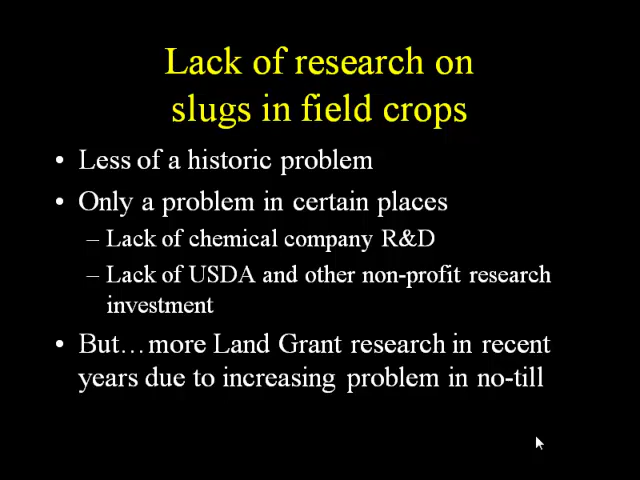 Lack of research on
slugs in field crops
• Less of a historic problem
• Only a problem in certain places
– Lack of chemical company R&D
– Lack of USDA and other non-profit research
investment
• But…more Land Grant research in recent
years due to increasing problem in no-till